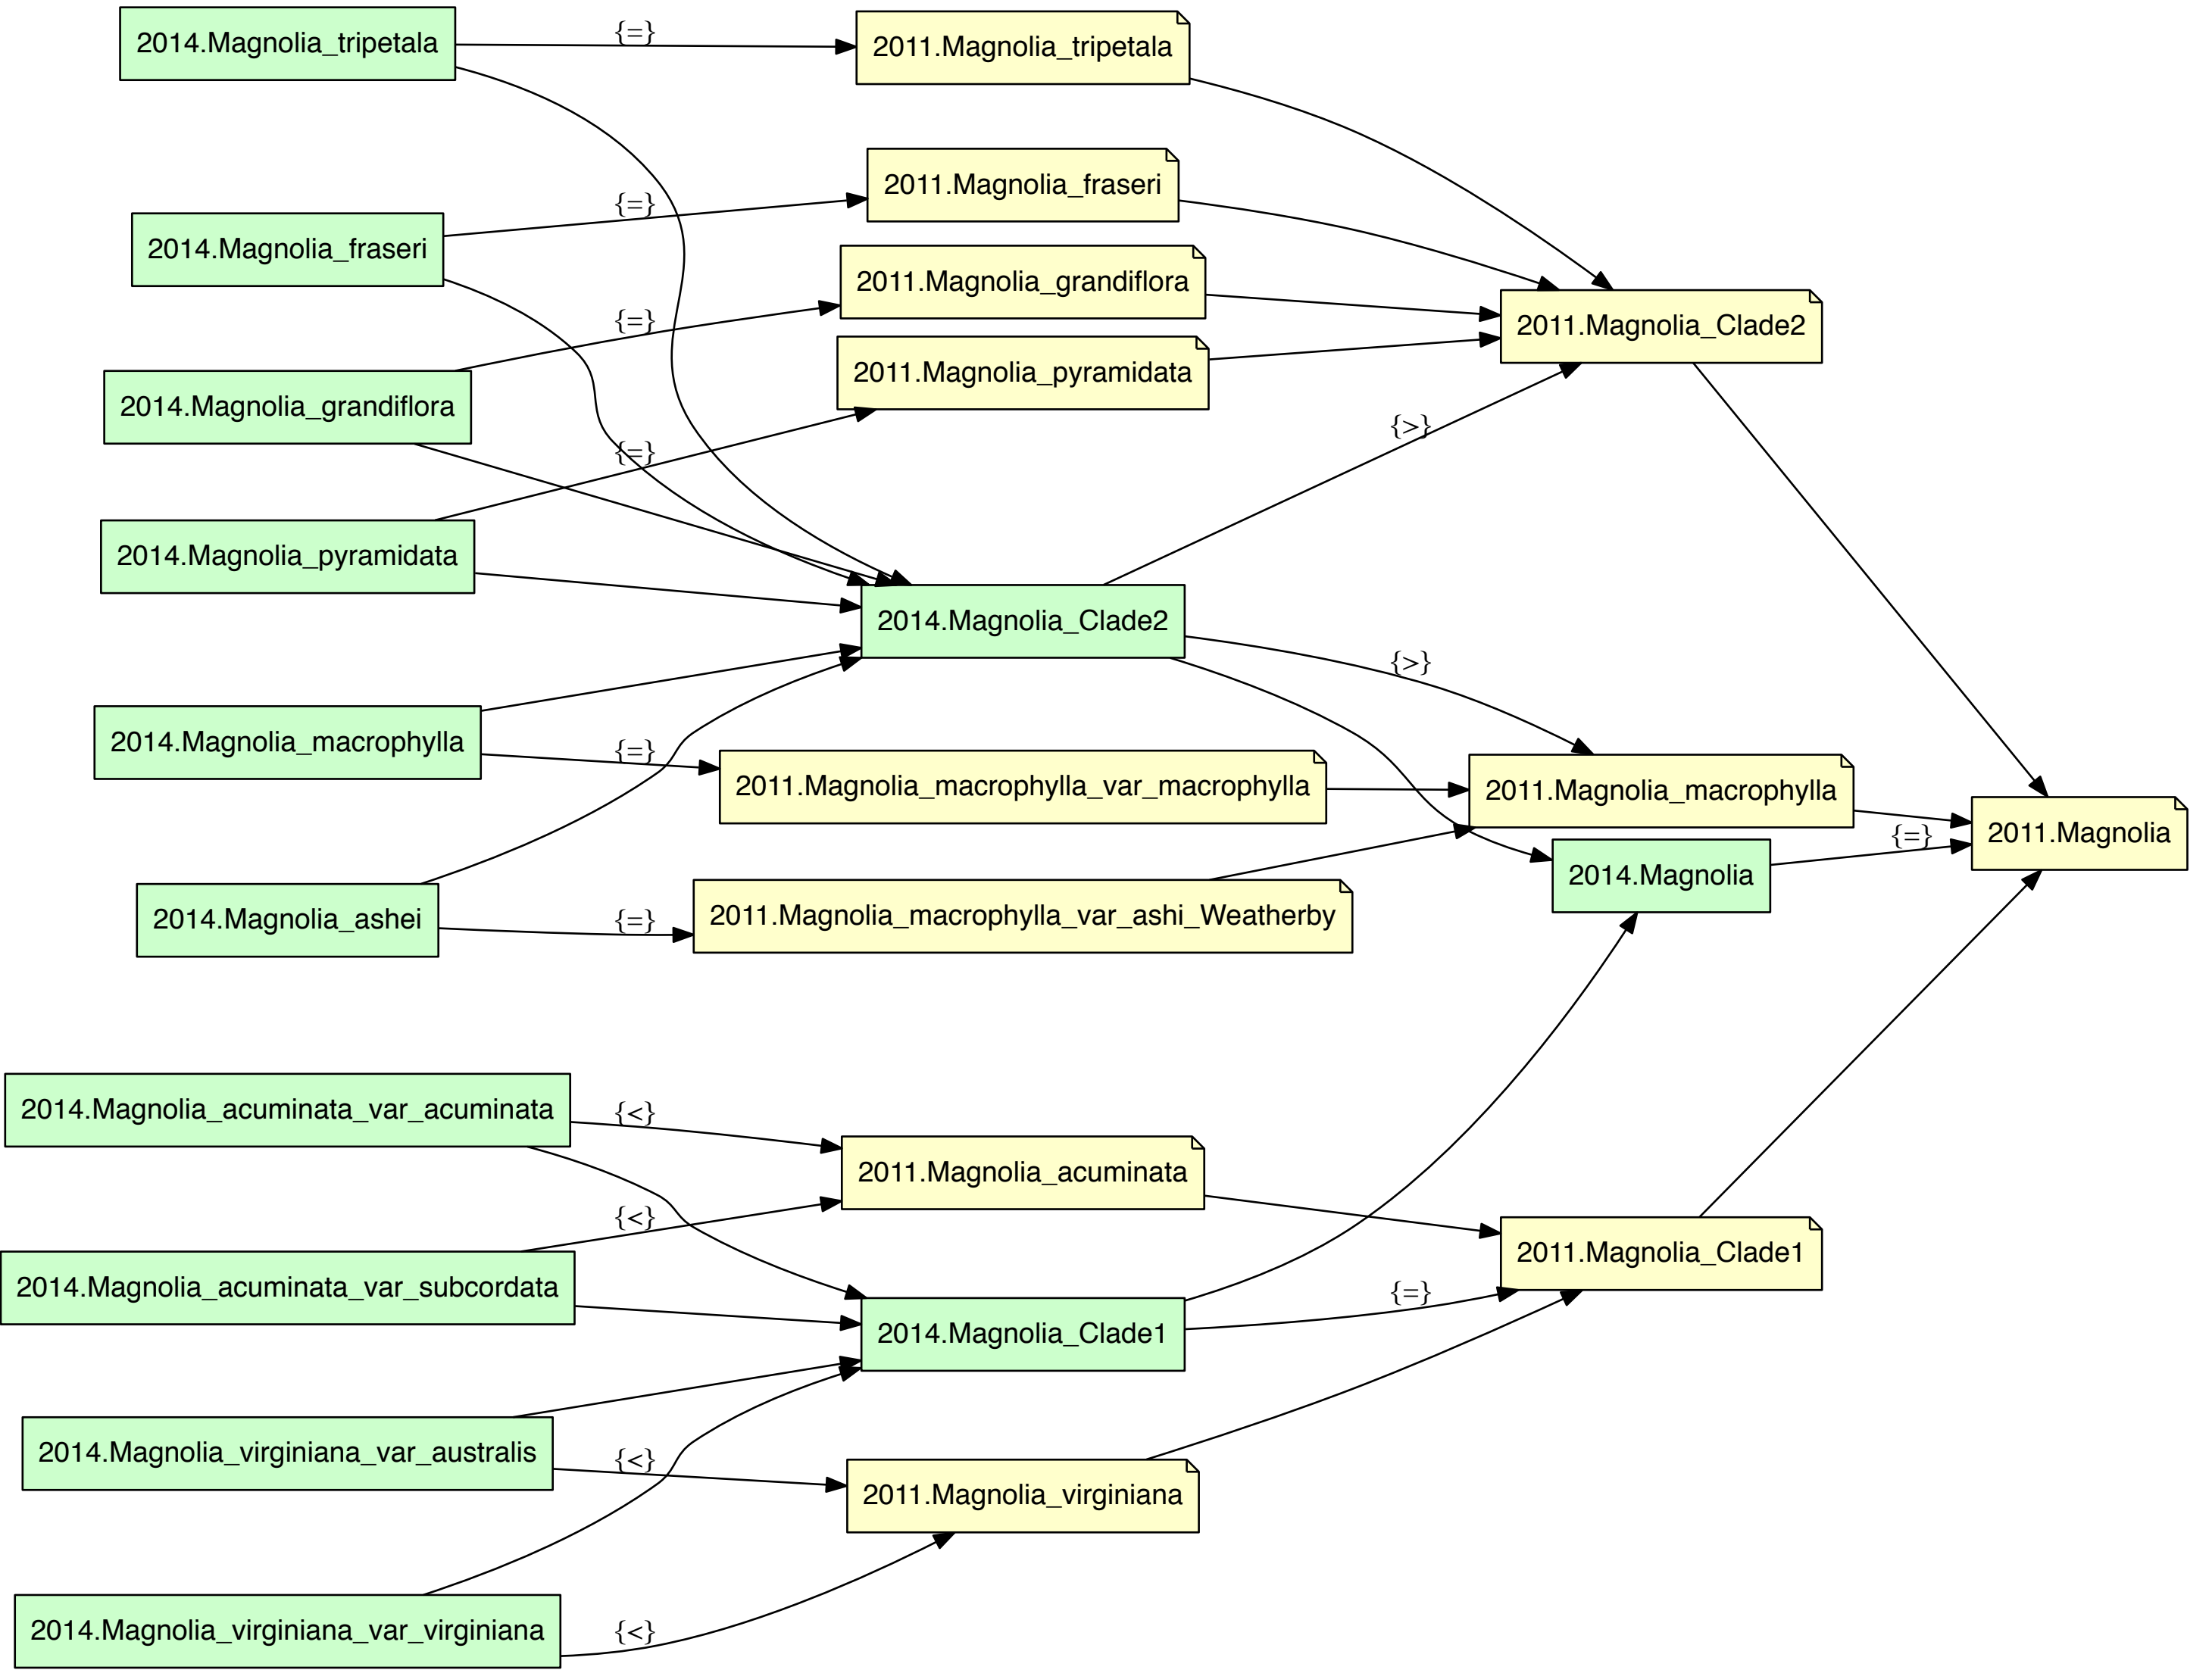 2014.Magnolia_tripetala
{=}
2011.Magnolia_tripetala
2011.Magnolia_fraseri
{=}
2014.Magnolia_fraseri
2011.Magnolia_grandiflora
{=}
2011.Magnolia_Clade2
2011.Magnolia_pyramidata
2014.Magnolia_grandiflora
{>}
{=}
2014.Magnolia_pyramidata
2014.Magnolia_Clade2
{>}
2014.Magnolia_macrophylla
{=}
2011.Magnolia_macrophylla_var_macrophylla
2011.Magnolia_macrophylla
2011.Magnolia
{=}
2014.Magnolia
2014.Magnolia_ashei
{=}
2011.Magnolia_macrophylla_var_ashi_Weatherby
2014.Magnolia_acuminata_var_acuminata
{<}
2011.Magnolia_acuminata
{<}
2011.Magnolia_Clade1
2014.Magnolia_acuminata_var_subcordata
{=}
2014.Magnolia_Clade1
2014.Magnolia_virginiana_var_australis
{<}
2011.Magnolia_virginiana
2014.Magnolia_virginiana_var_virginiana
{<}